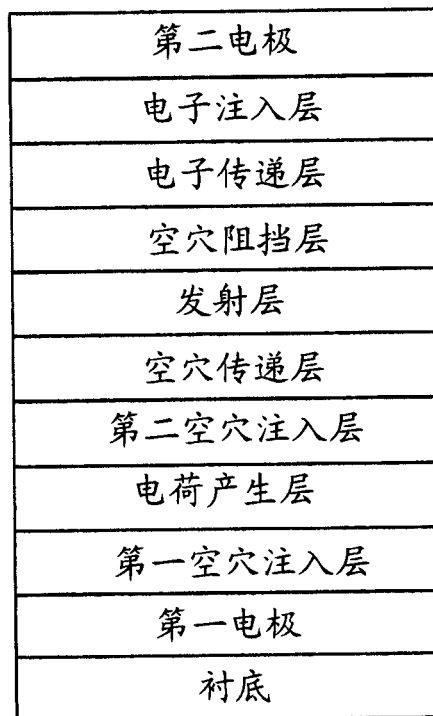 第二电极
电子注入层
电子传递层
空穴阻挡层
发射层
空穴传递层
第二空穴注入层
电荷产生层
第一空穴注入层
第一电极
衬底